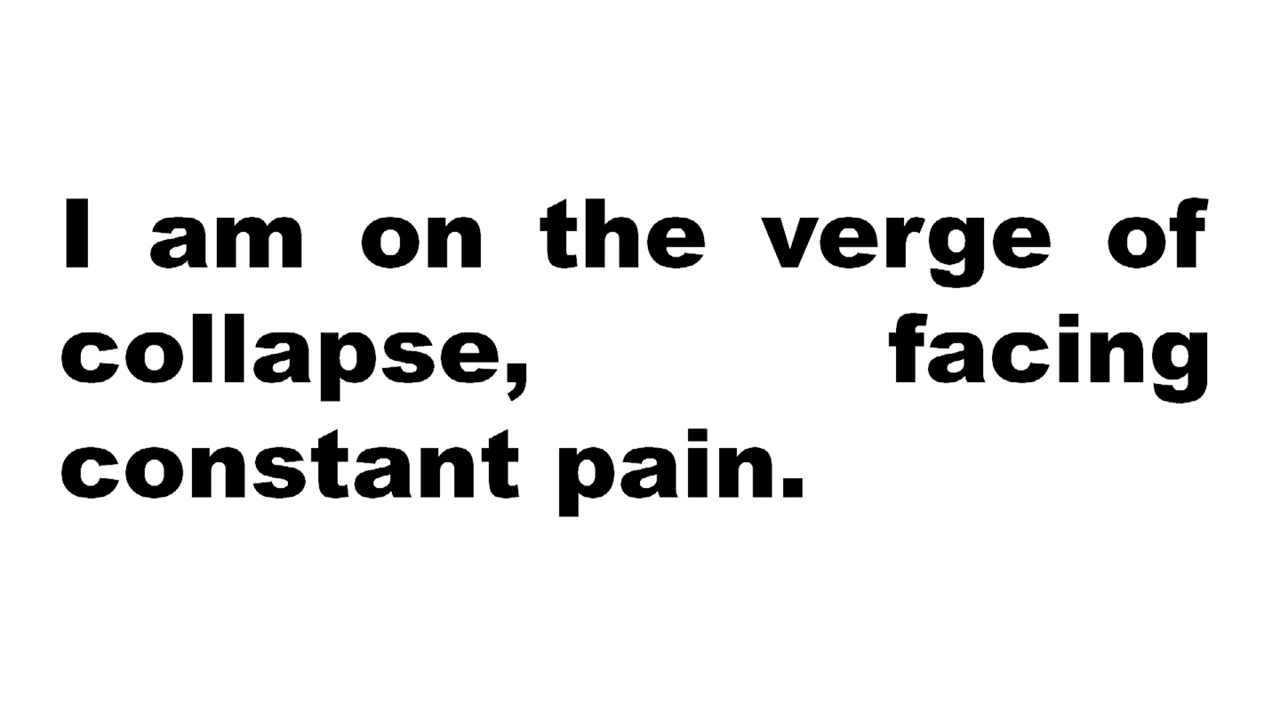 I am on the verge of
collapse, facing
constant pain.